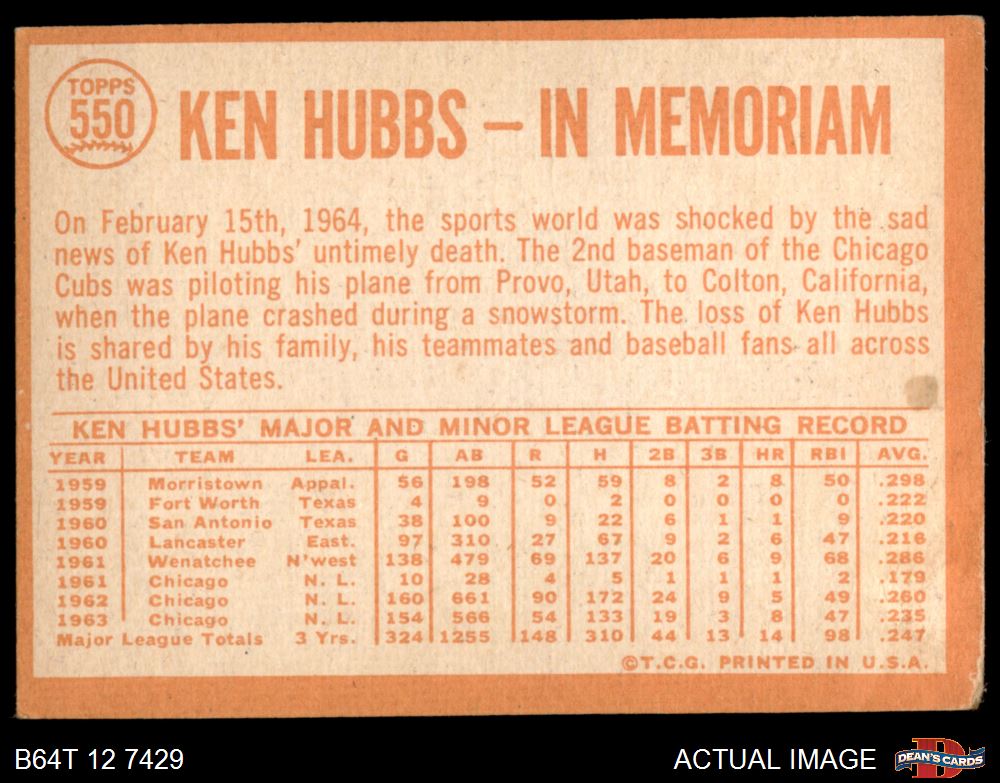 TOPPS
550
KEN HUBBS – IN MEMORIAM
On February 15th, 1964, the sports world was shocked by the sad
news of Ken Hubbs' untimely death. The 2nd baseman of the Chicago
Cubs was piloting his plane from Provo, Utah, to Colton, California,
when the plane crashed during a snowstorm. The loss of Ken Hubbs
is shared by his family, his teammates and baseball fans all across
the United States.
KEN HUBBS' MAJOR AND MINOR LEAGUE BATTING RECORD
YEAR TEAM LEA. G AB R H 2B 3B HR RBI AVG.
1959 Morristown Appal. 56 198 52 59 8 2 8 50 .298
1959 Fort Worth Texas 4 9 0 2 0 0 0 0 .222
1960 San Antonio Texas 38 100 9 22 6 1 1 9 .220
1960 Lancaster East. 97 310 27 67 9 2 6 47 .216
1961 Wenatchee N'west 138 479 69 137 20 6 9 68 .286
1961 Chicago N. L. 10 28 4 5 1 1 1 2 .179
1962 Chicago N. L. 160 661 90 172 24 9 5 49 .260
1963 Chicago N. L. 154 566 54 133 19 3 8 47 .235
Major League Totals 3 Yrs. 324 1255 148 310 44 13 14 98 .247
©T.C.G. PRINTED IN U.S.A.
B64T 12 7429
ACTUAL IMAGE
D
DEAN'S CARDS